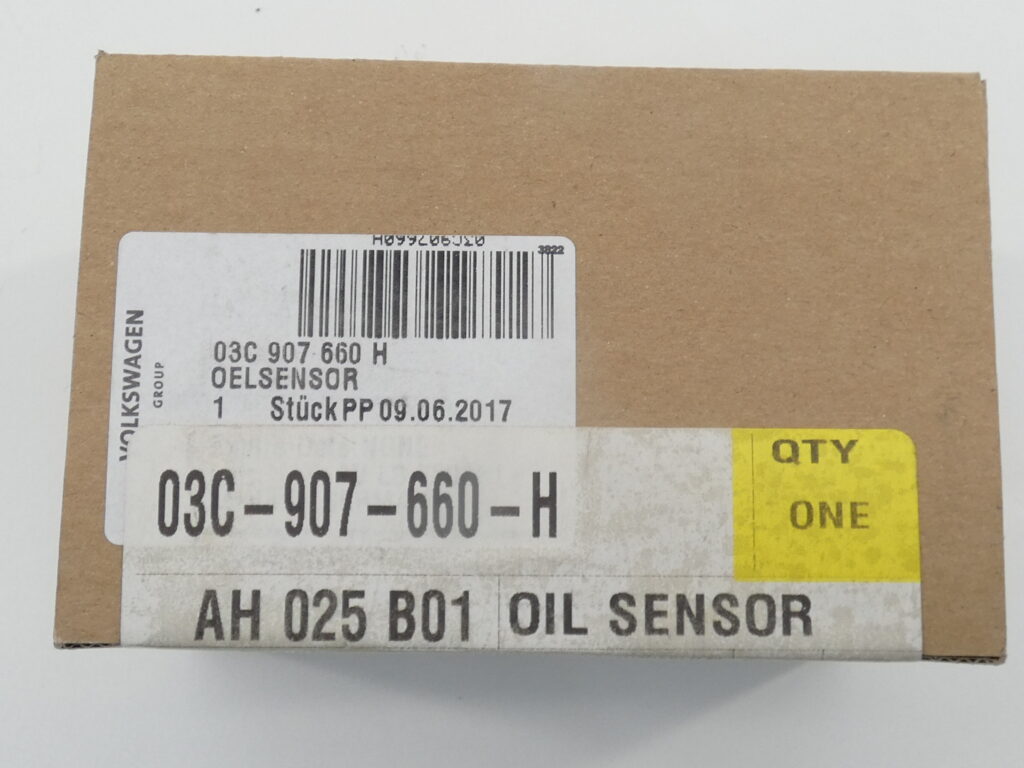 03C907660H
3822
VOLKSWAGEN
GROUP
03C 907 660 H
OELSENSOR
1 Stück PP 09.06.2017
QTY
ONE
03C-907-660-H
AH 025 B01 OIL SENSOR